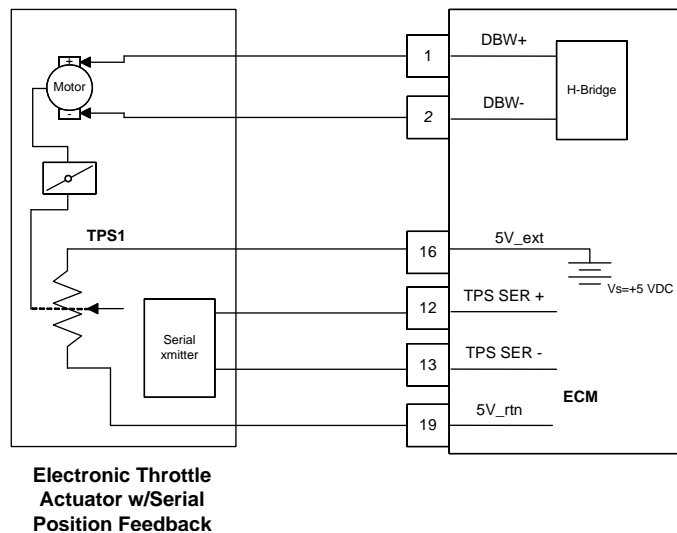 +
Motor
-
TPS1
Serial
xmitter
1
2
16
12
13
19
DBW+
H-Bridge
DBW-
5V_ext
Vs=+5 VDC
TPS SER +
TPS SER -
ECM
5V_rtn
Electronic Throttle
Actuator w/Serial
Position Feedback